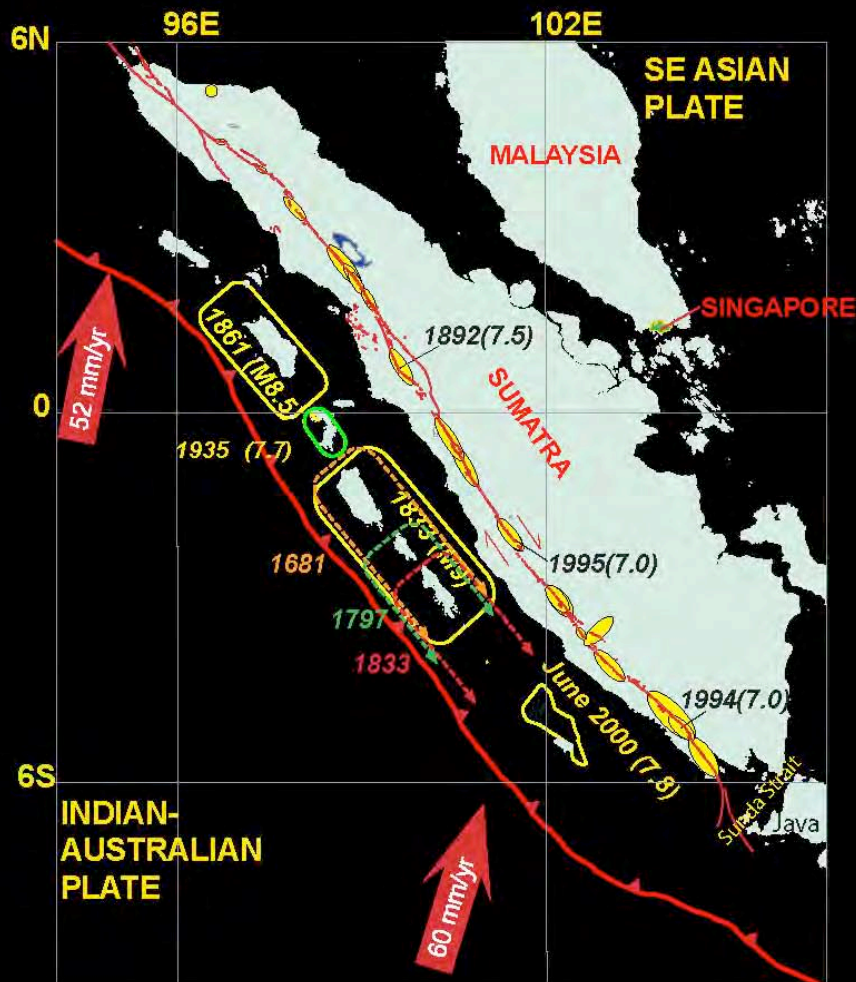 96E
102E
6N
SE ASIAN
PLATE
MALAYSIA
SINGAPORE
1892(7.5)
1861 (M8.5
52 mm/yr
SUMATRA
0
1935 (7.7)
1833 (M9)
1681
1995(7.0)
1797
1833
June 2000 (7.8)
1994(7.0)
6S
Sunda Strait
Java
INDIAN-
AUSTRALIAN
PLATE
60 mm/yr